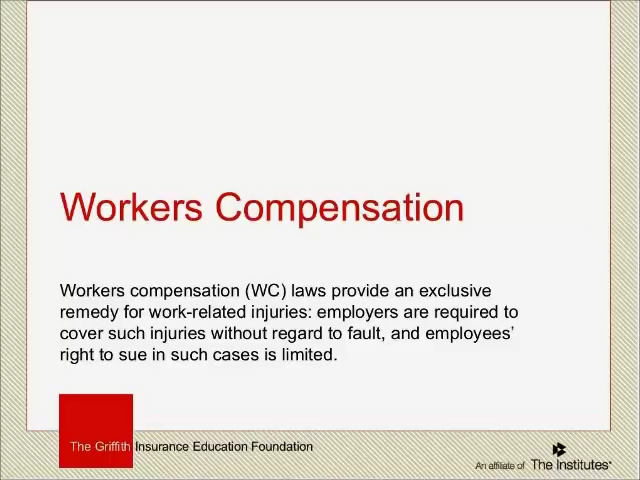 Workers Compensation
Workers compensation (WC) laws provide an exclusive
remedy for work-related injuries: employers are required to
cover such injuries without regard to fault, and employees’
right to sue in such cases is limited.
The Griffith Insurance Education Foundation
An affiliate of The Institutes